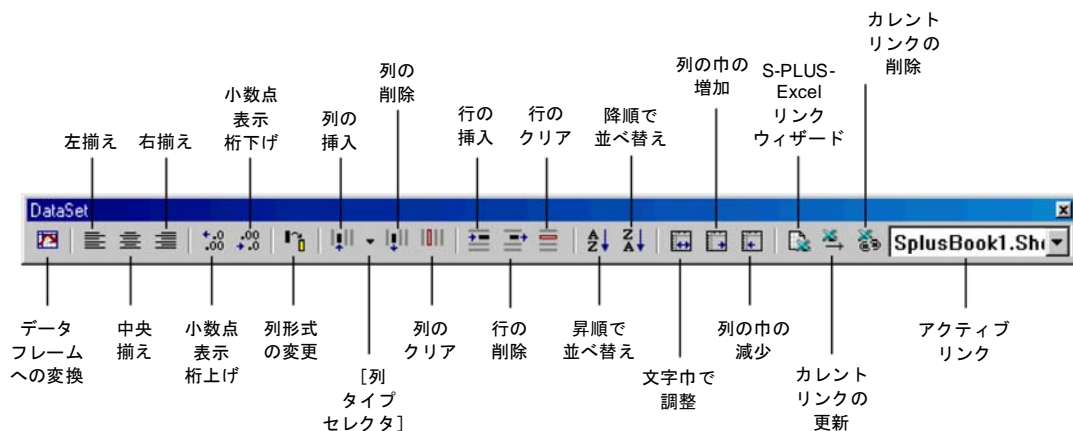 カレント
リンクの
削除
列の
削除
列の巾の
増加
S-PLUS-
Excel
リンク
ウィザード
小数点
表示
桁下げ
列の
挿入
行の
挿入
行の
クリア
降順で
並べ替え
左揃え
右揃え
DataSet
SplusBook1.She
データ
フレーム
への変換
中央
揃え
小数点
表示
桁上げ
列形式
の変更
[列
タイプ
セレクタ]
列の
クリア
行の
削除
昇順で
並べ替え
文字巾で
調整
列の巾の
減少
カレント
リンクの
更新
アクティブ
リンク